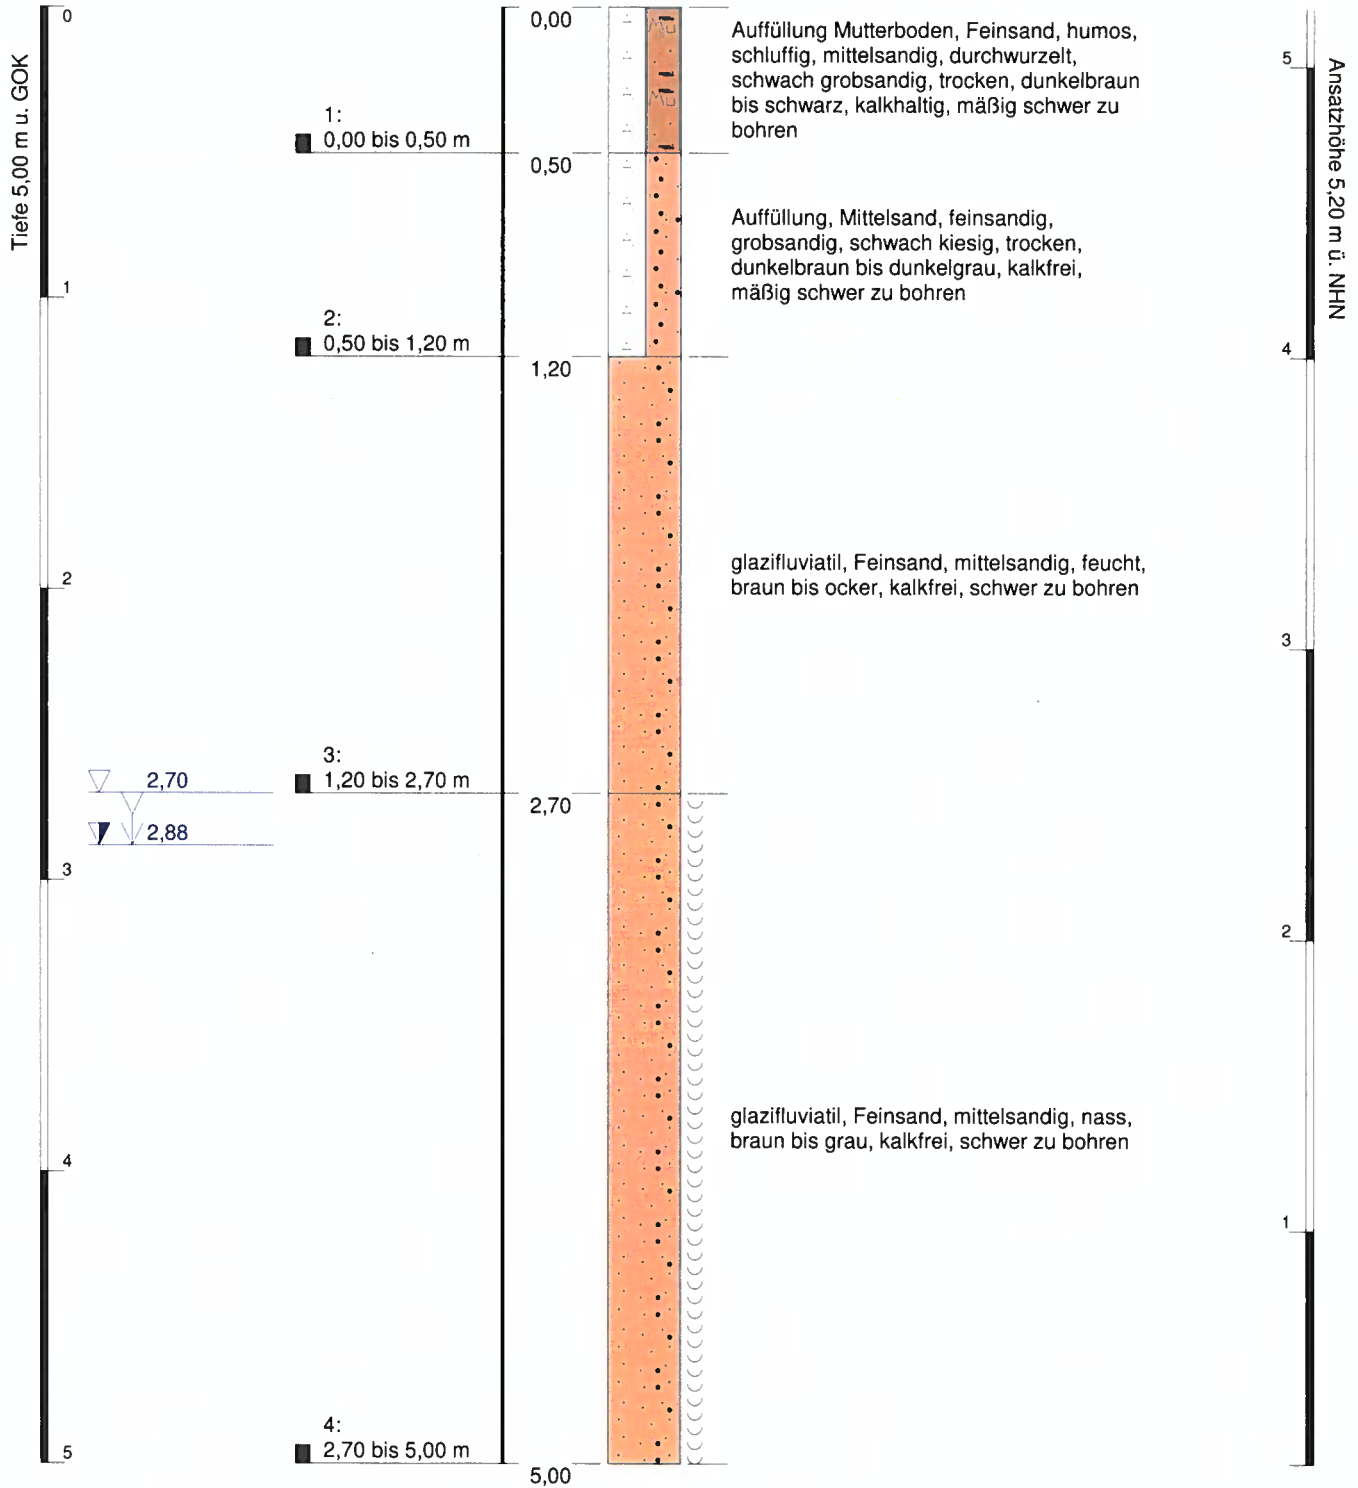 Tiefe 5,00 m u. GOK
0
1
2
3
4
5
2,70
2,88
1:
0,00 bis 0,50 m
2:
0,50 bis 1,20 m
3:
1,20 bis 2,70 m
4:
2,70 bis 5,00 m
0,00
0,50
1,20
2,70
5,00
Mu
Mu
Auffüllung Mutterboden, Feinsand, humos,
schluffig, mittelsandig, durchwurzelt,
schwach grobsandig, trocken, dunkelbraun
bis schwarz, kalkhaltig, mäßig schwer zu
bohren
Auffüllung, Mittelsand, feinsandig,
grobsandig, schwach kiesig, trocken,
dunkelbraun bis dunkelgrau, kalkfrei,
mäßig schwer zu bohren
glazifluviatil, Feinsand, mittelsandig, feucht,
braun bis ocker, kalkfrei, schwer zu bohren
glazifluviatil, Feinsand, mittelsandig, nass,
braun bis grau, kalkfrei, schwer zu bohren
5
4
3
2
1
Ansatzhöhe 5,20 m ü. NHN